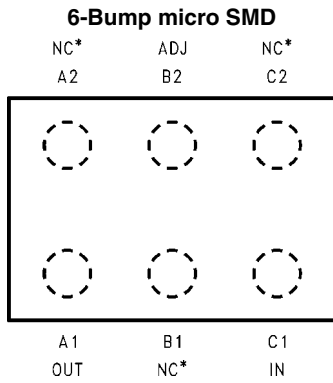 6-Bump micro SMD
NC* ADJ NC*
A2 B2 C2
A1 B1 C1
OUT NC* IN